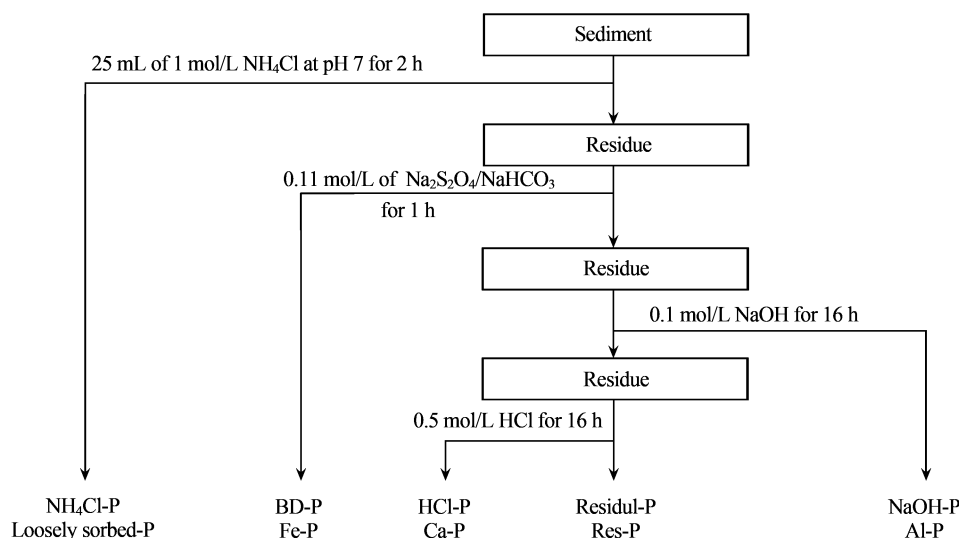 Sediment
25 mL of 1 mol/L NH₄Cl at pH 7 for 2 h
Residue
0.11 mol/L of Na₂S₂O₄/NaHCO₃
for 1 h
Residue
0.1 mol/L NaOH for 16 h
Residue
0.5 mol/L HCl for 16 h
NH₄Cl-P
Loosely sorbed-P
BD-P
Fe-P
HCl-P
Ca-P
Residul-P
Res-P
NaOH-P
Al-P